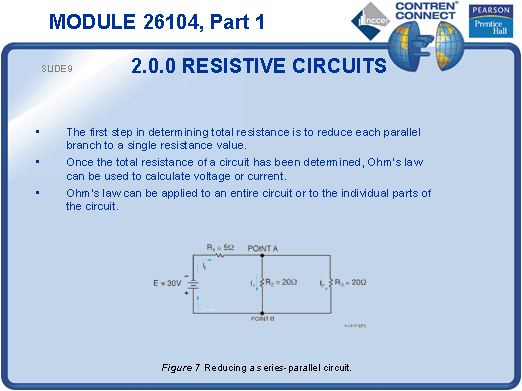 MODULE 26104, Part 1
nccer
CONTREN®
CONNECT
PEARSON
Prentice
Hall
SLIDE 9
2.0.0 RESISTIVE CIRCUITS
• The first step in determining total resistance is to reduce each parallel
branch to a single resistance value.
• Once the total resistance of a circuit has been determined, Ohm's law
can be used to calculate voltage or current.
• Ohm's law can be applied to an entire circuit or to the individual parts of
the circuit.
R₁ = 5Ω
POINT A
E = 30V
R₂ = 20Ω
R₃ = 20Ω
POINT B
Figure 7 Reducing a series-parallel circuit.